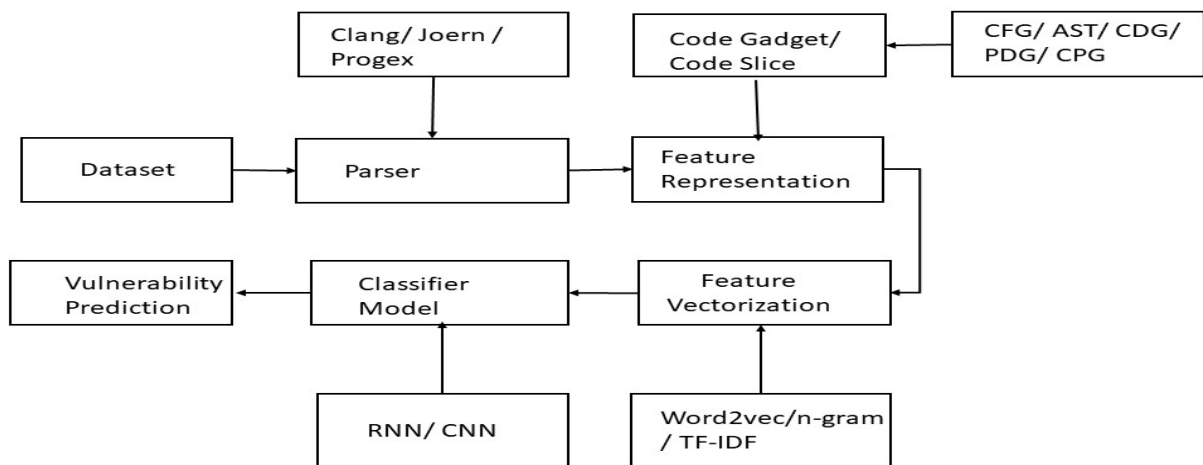 Clang/ Joern /
Progex
Code Gadget/
Code Slice
CFG/ AST/ CDG/
PDG/ CPG
Dataset
Parser
Feature
Representation
Vulnerability
Prediction
Classifier
Model
Feature
Vectorization
RNN/ CNN
Word2vec/n-gram
/ TF-IDF